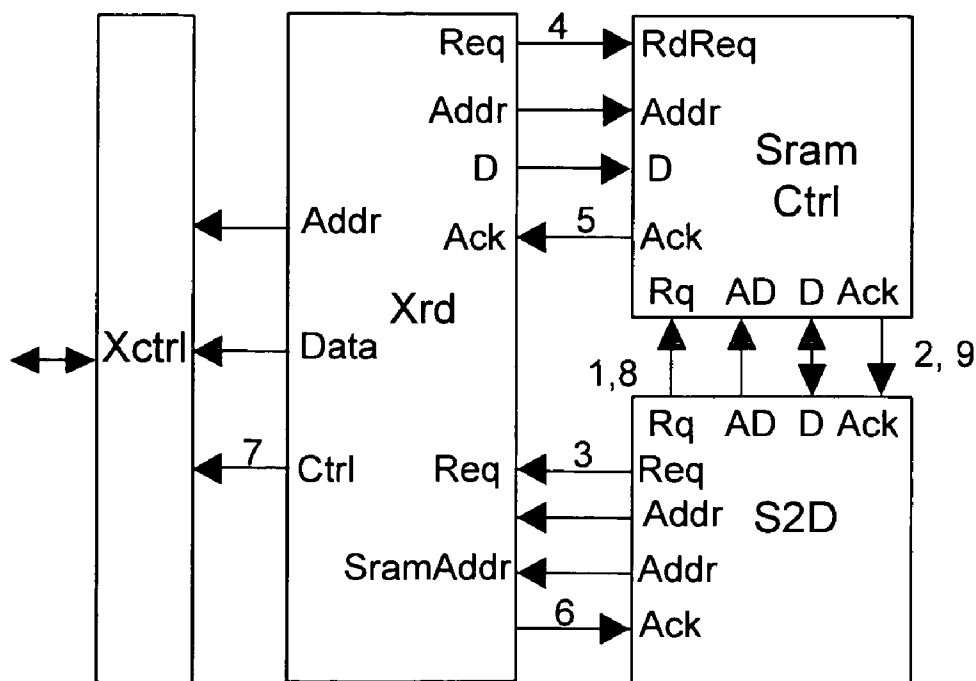 Req 4 RdReq
Addr Addr
D D
Sram
Ctrl
Addr
Ack 5 Ack
Rq AD D Ack
Xrd
Xctrl
Data
1,8
2, 9
Rq AD D Ack
7 Ctrl
Req 3 Req
Addr
S2D
SramAddr Addr
6 Ack